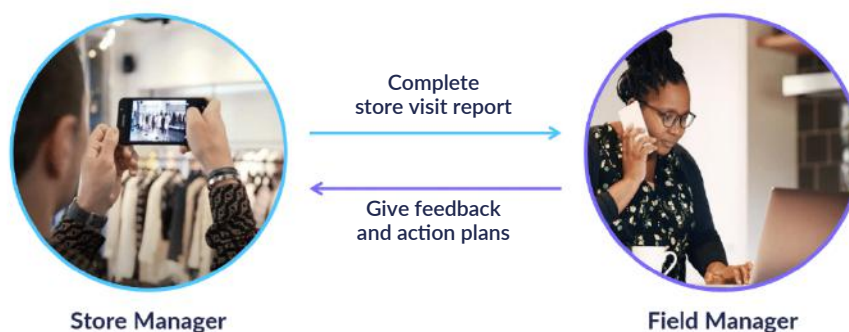 Complete
store visit report
Give feedback
and action plans
Store Manager
Field Manager